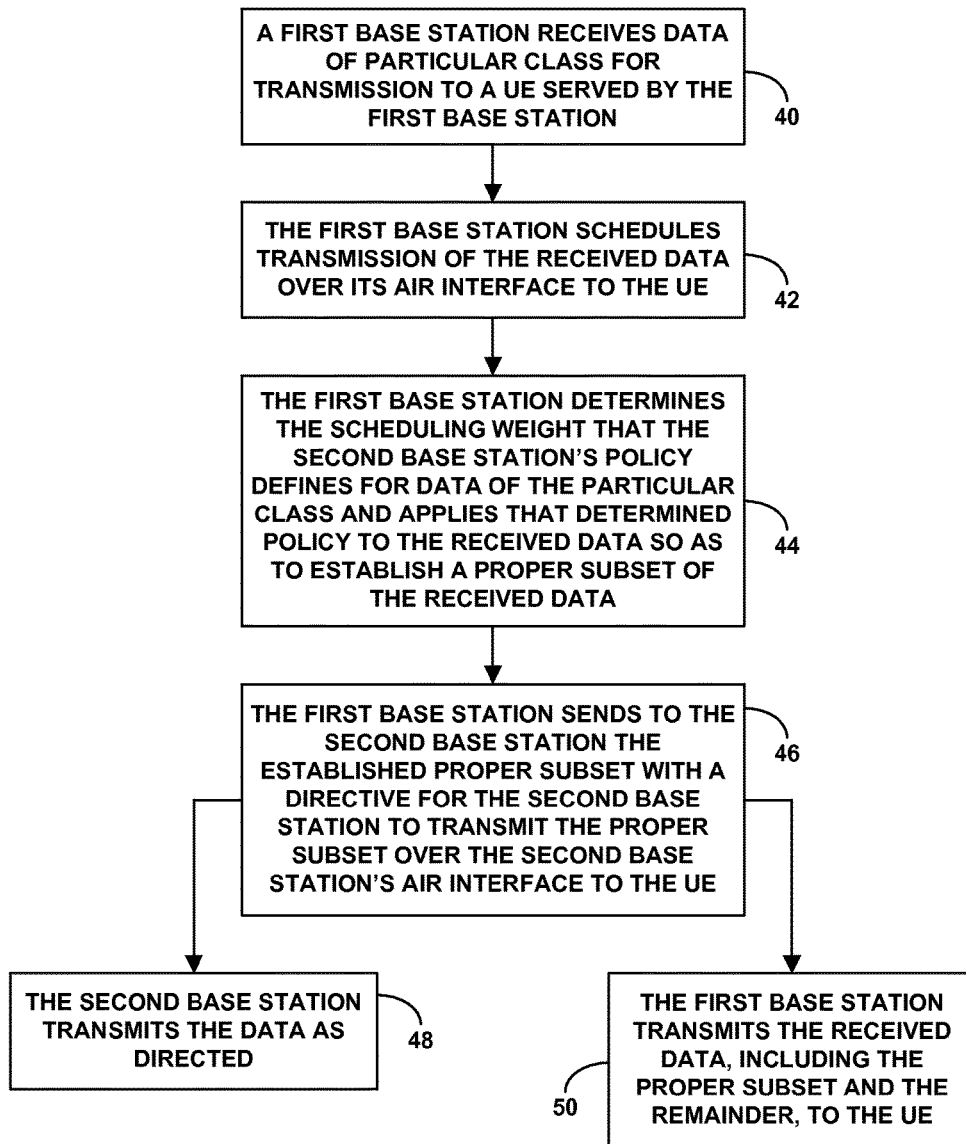 A FIRST BASE STATION RECEIVES DATA
OF PARTICULAR CLASS FOR
TRANSMISSION TO A UE SERVED BY THE
FIRST BASE STATION
40
THE FIRST BASE STATION SCHEDULES
TRANSMISSION OF THE RECEIVED DATA
OVER ITS AIR INTERFACE TO THE UE
42
THE FIRST BASE STATION DETERMINES
THE SCHEDULING WEIGHT THAT THE
SECOND BASE STATION'S POLICY
DEFINES FOR DATA OF THE PARTICULAR
CLASS AND APPLIES THAT DETERMINED
POLICY TO THE RECEIVED DATA SO AS
TO ESTABLISH A PROPER SUBSET OF
THE RECEIVED DATA
44
THE FIRST BASE STATION SENDS TO THE
SECOND BASE STATION THE
ESTABLISHED PROPER SUBSET WITH A
DIRECTIVE FOR THE SECOND BASE
STATION TO TRANSMIT THE PROPER
SUBSET OVER THE SECOND BASE
STATION'S AIR INTERFACE TO THE UE
46
THE SECOND BASE STATION
TRANSMITS THE DATA AS
DIRECTED
48
THE FIRST BASE STATION
TRANSMITS THE RECEIVED
DATA, INCLUDING THE
PROPER SUBSET AND THE
REMAINDER, TO THE UE
50